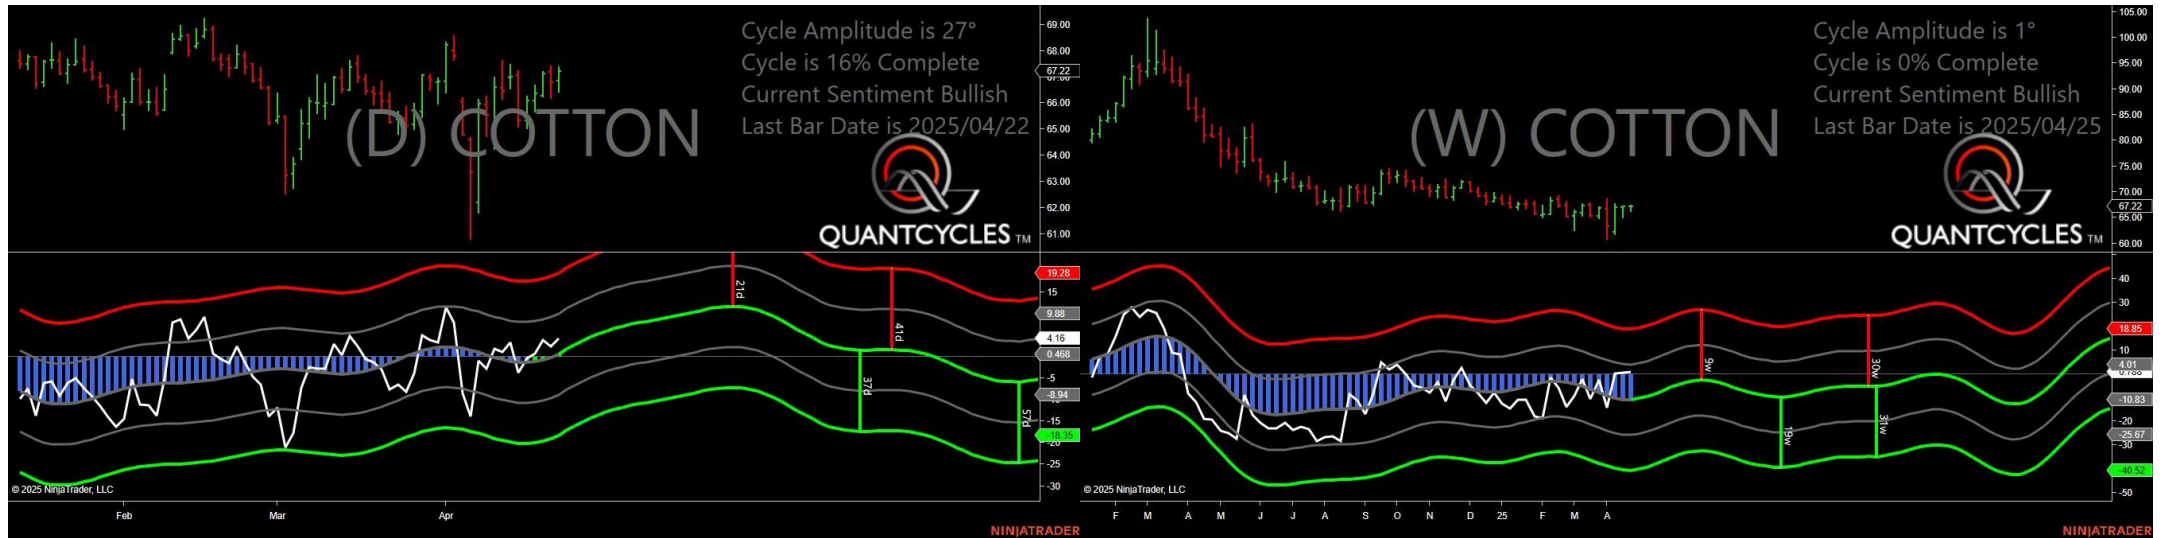 Cycle Amplitude is 27°
Cycle is 16% Complete
Current Sentiment Bullish
Last Bar Date is 2025/04/22
(D) COTTON
QUANTCYCLES TM
69.00
68.00
67.22
66.00
65.00
64.00
63.00
62.00
61.00
21d
41d
37d
57d
19.28
15
9.88
4.16
0.468
-5
-8.94
-15
-18.35
-25
-30
© 2025 NinjaTrader, LLC
Feb
Mar
Apr
NINJATRADER
Cycle Amplitude is 1°
Cycle is 0% Complete
Current Sentiment Bullish
Last Bar Date is 2025/04/25
(W) COTTON
QUANTCYCLES TM
105.00
100.00
95.00
90.00
85.00
80.00
75.00
70.00
67.22
65.00
60.00
9w
30w
19w
31w
40
30
18.85
10
4.01
-10.83
-20
-25.67
-30
-40.52
-50
© 2025 NinjaTrader, LLC
F M A M J J A S O N D 25 F M A
NINJATRADER